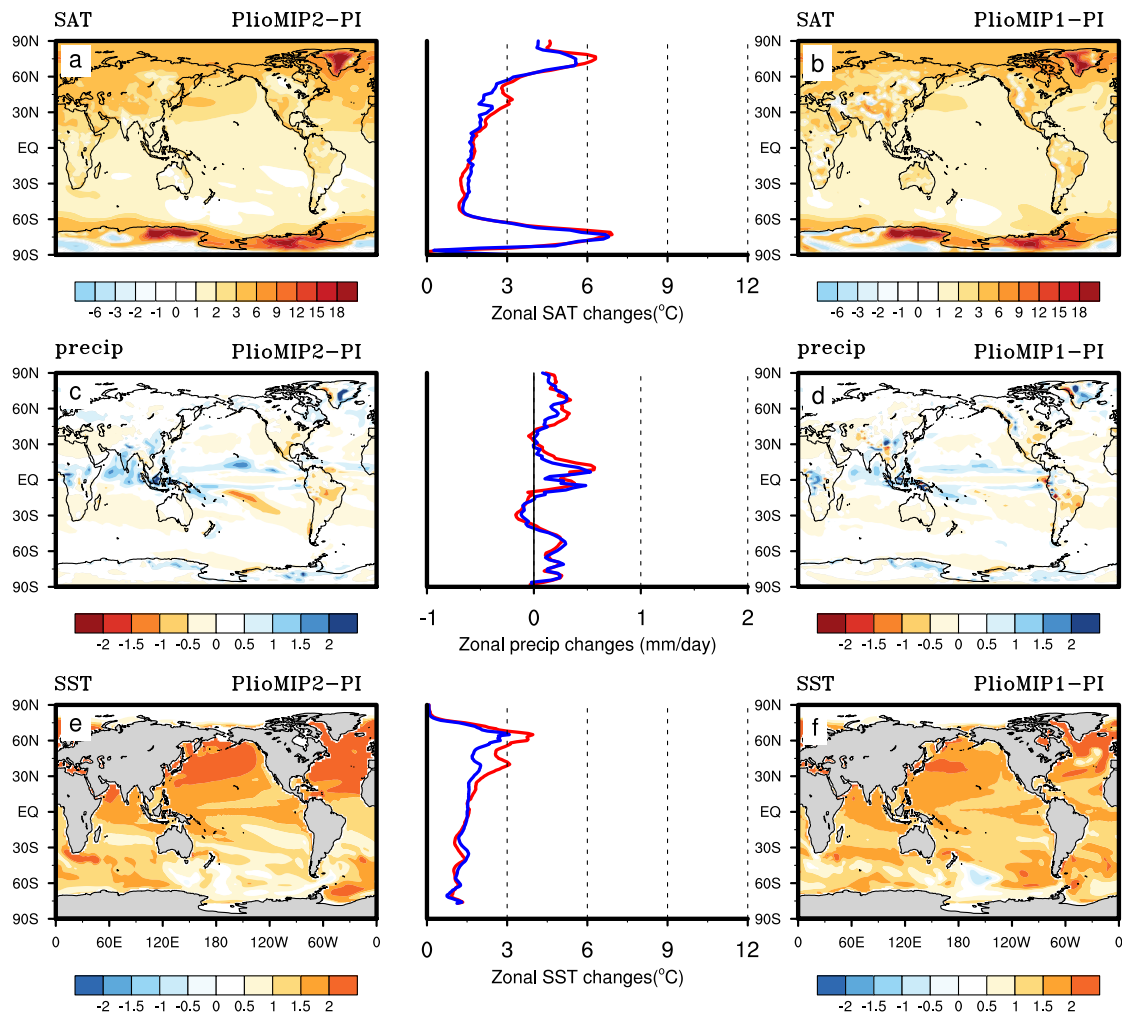 SAT PlioMIP2-PI SAT PlioMIP1-PI
90N 90N
a b
60N 60N
30N 30N
EQ EQ
30S 30S
60S 60S
90S 90S
0 3 6 9 12
-6 -3 -2 -1 0 1 2 3 6 9 12 15 18
Zonal SAT changes(°C)
-6 -3 -2 -1 0 1 2 3 6 9 12 15 18
precip PlioMIP2-PI precip PlioMIP1-PI
90N 90N
c d
60N 60N
30N 30N
EQ EQ
30S 30S
60S 60S
90S 90S
-1 0 1 2
-2 -1.5 -1 -0.5 0 0.5 1 1.5 2
Zonal precip changes (mm/day)
-2 -1.5 -1 -0.5 0 0.5 1 1.5 2
SST PlioMIP2-PI SST PlioMIP1-PI
90N 90N
e f
60N 60N
30N 30N
EQ EQ
30S 30S
60S 60S
90S 90S
0 60E 120E 180 120W 60W 0
0 3 6 9 12
0 60E 120E 180 120W 60W 0
Zonal SST changes(°C)
-2 -1.5 -1 -0.5 0 0.5 1 1.5 2
-2 -1.5 -1 -0.5 0 0.5 1 1.5 2